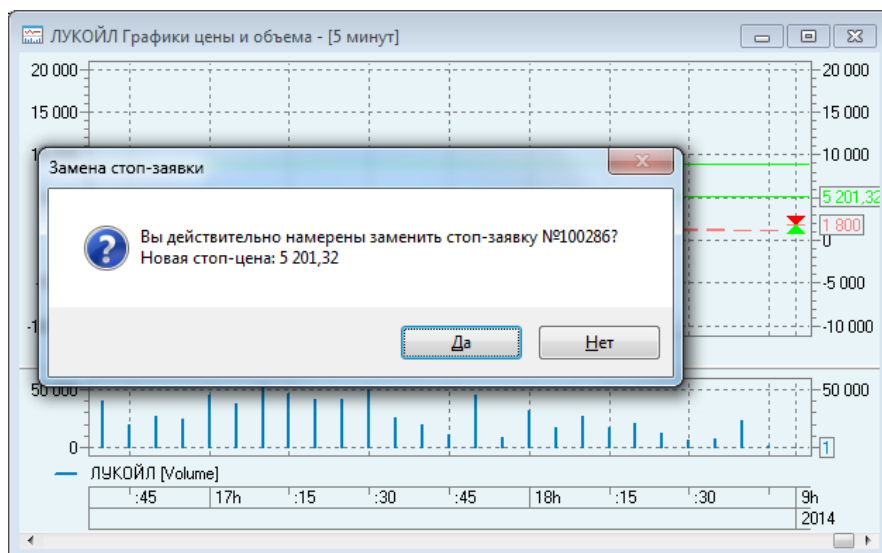 ЛУКОЙЛ Графики цены и объема - [5 минут]
20 000 20 000
15 000 15 000
10 000
Замена стоп-заявки
Вы действительно намерены заменить стоп-заявку №100286?
Новая стоп-цена: 5 201,32
5 201,32
1 800
0
-5 000
-10 000
Да Нет
50 000 50 000
0 1
ЛУКОЙЛ [Volume]
':45 17h ':15 ':30 ':45 18h ':15 ':30 ' 9h
2014